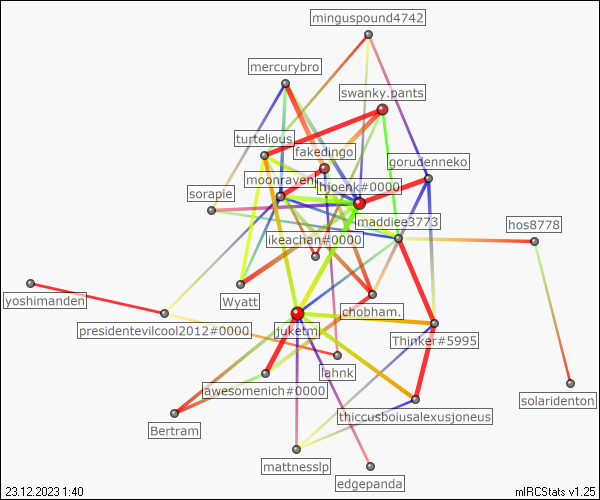 minguspound4742
mercurybro
swanky.pants
turtelious
fakedingo
gorudenneko
moonraven
hjoenk#0000
sorapie
maddiee3773
hos8778
ikeachan#0000
yoshimanden
Wyatt
chobham.
presidentevilcool2012#0000
juketml
Thinker#5995
lahnk
awesomenich#0000
solaridenton
thiccusboiusalexusjoneus
Bertram
mattnesslp
edgepanda
23.12.2023 1:40
mIRCStats v1.25